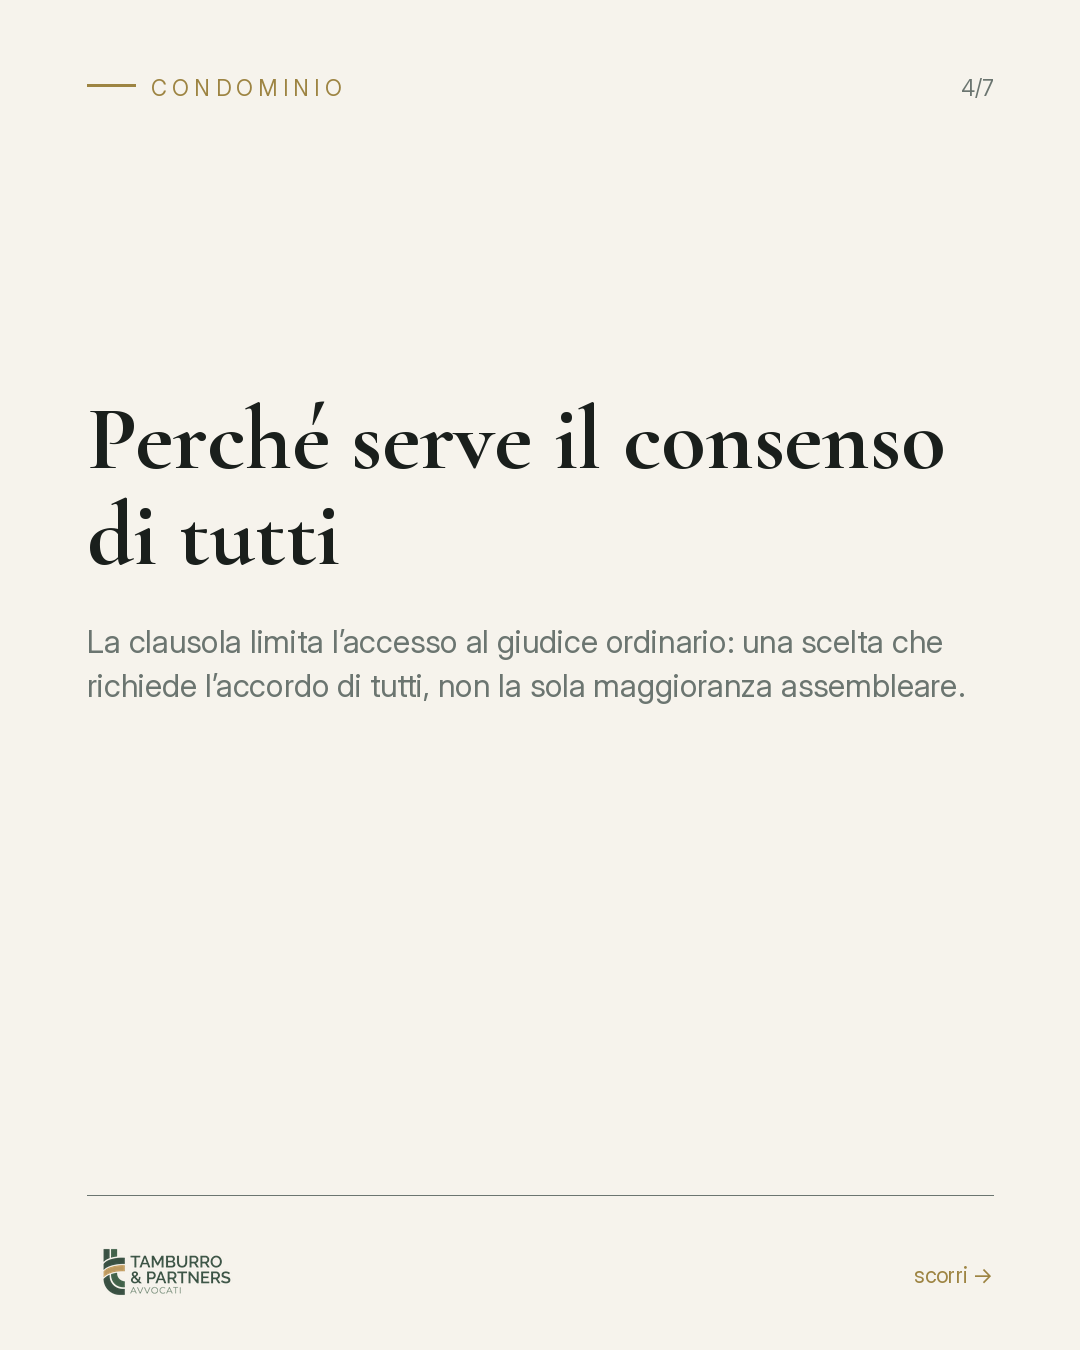 CONDOMINIO
4/7
Perché serve il consenso
di tutti
La clausola limita l’accesso al giudice ordinario: una scelta che
richiede l’accordo di tutti, non la sola maggioranza assembleare.
TAMBURRO
& PARTNERS
AVVOCATI
scorri →